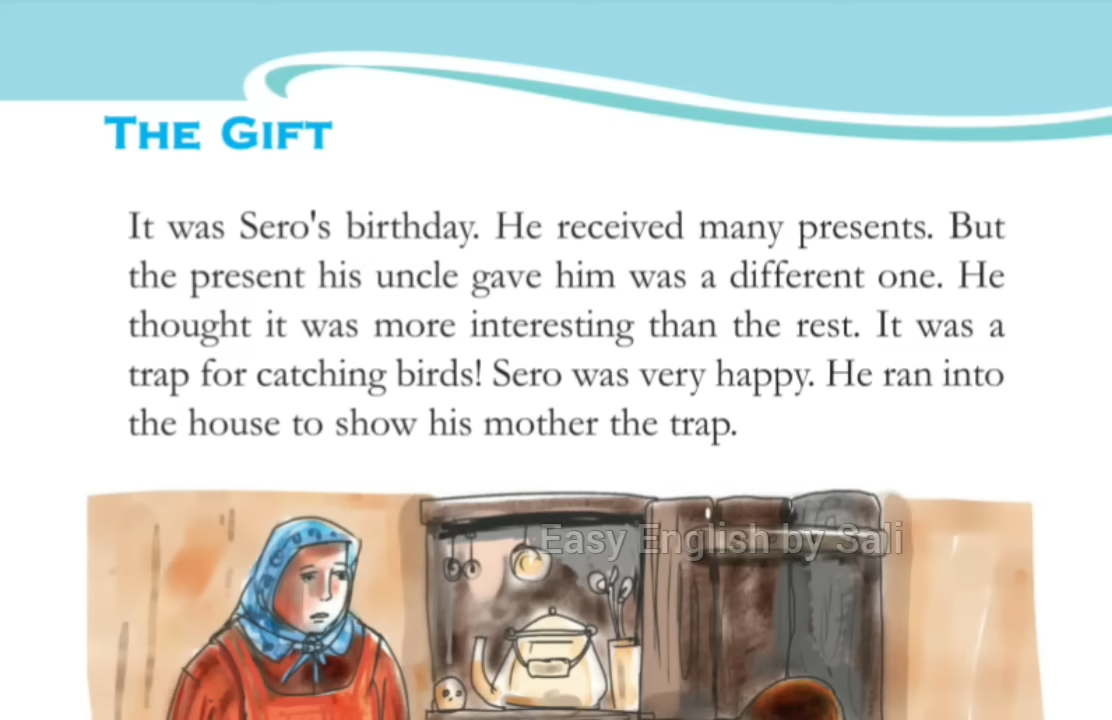 THE GIFT
It was Sero's birthday. He received many presents. But
the present his uncle gave him was a different one. He
thought it was more interesting than the rest. It was a
trap for catching birds! Sero was very happy. He ran into
the house to show his mother the trap.
Easy English by Sali